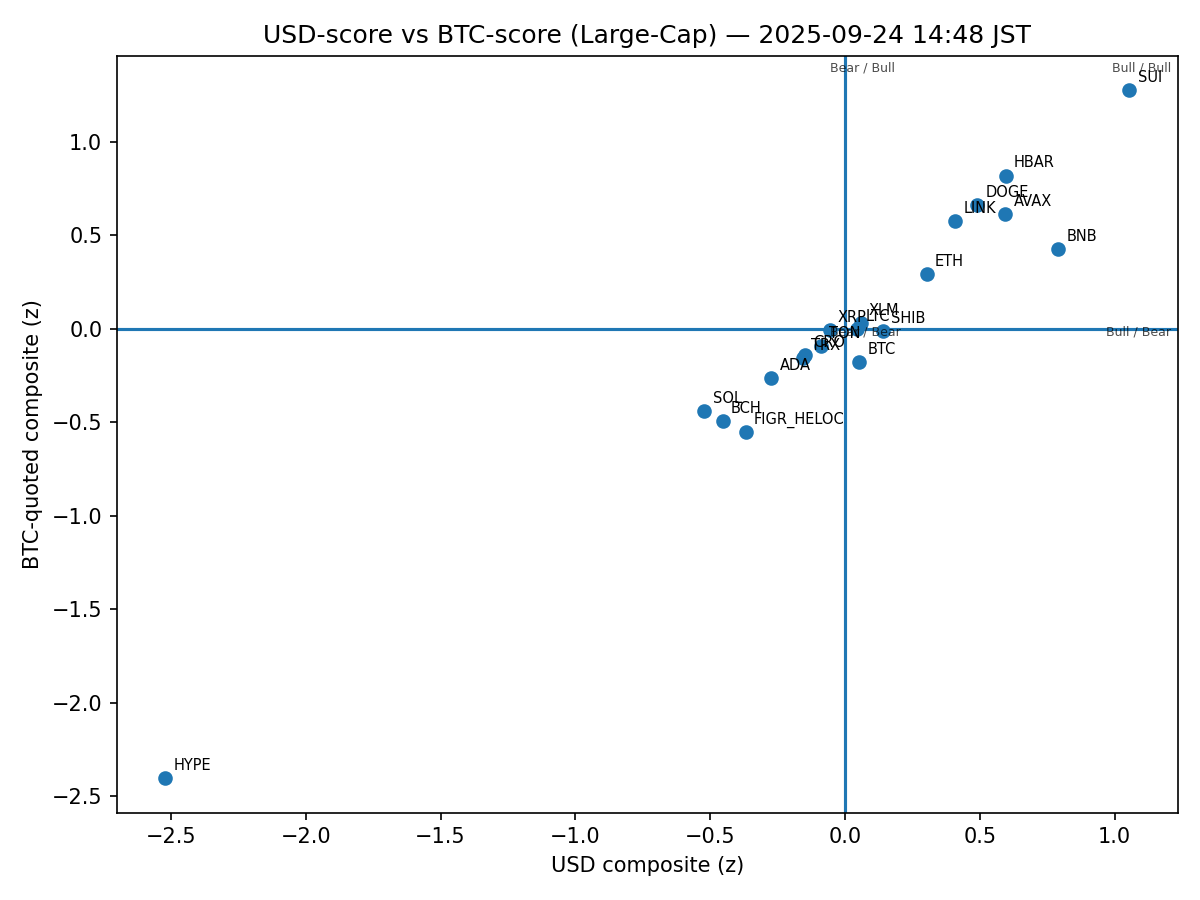 USD-score vs BTC-score (Large-Cap) — 2025-09-24 14:48 JST
Bear / Bull
Bull / Bull
SUI
HBAR
DOGE
AVAX
LINK
BNB
ETH
XLM
XRP
LTC
SHIB
TON
Bear / Bear
Bull / Bear
CRO
TRX
BTC
ADA
SOL
BCH
FIGR_HELOC
HYPE
1.0
0.5
0.0
−0.5
−1.0
−1.5
−2.0
−2.5
BTC-quoted composite (z)
−2.5
−2.0
−1.5
−1.0
−0.5
0.0
0.5
1.0
USD composite (z)